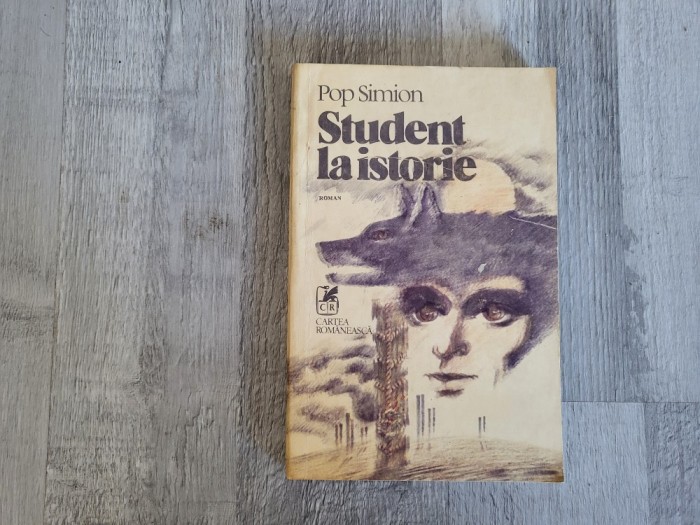 Pop Simion
Student
la istorie
ROMAN
CR
CARTEA
ROMÂNEASCĂ